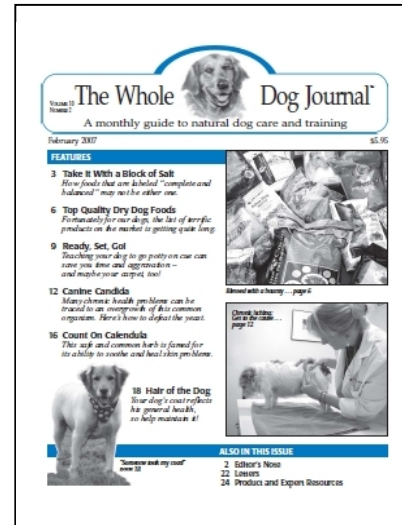 VOLUME 10
NUMBER 2
The Whole Dog Journal™
A monthly guide to natural dog care and training
February 2007 $5.95
FEATURES
3 Take It With a Block of Salt
How foods that are labeled “complete and
balanced” may not be either one.
6 Top Quality Dry Dog Foods
Fortunately for our dogs, the list of terrific
products on the market is getting quite long.
9 Ready, Set, Go!
Teaching your dog to go potty on cue can
save you time and aggravation –
and maybe your carpet, too!
12 Canine Candida
Many chronic health problems can be
traced to an overgrowth of this common
organism. Here's how to defeat the yeast.
16 Count On Calendula
This safe and common herb is famed for
its ability to soothe and heal skin problems.
18 Hair of the Dog
Your dog's coat reflects
his general health,
so help maintain it!
"Someone took my coat!"
page 18
Blessed with a bounty . . . page 6
Chronic itching:
Get to the cause . . .
page 12
ALSO IN THIS ISSUE
2 Editor's Note
22 Letters
24 Product and Expert Resources